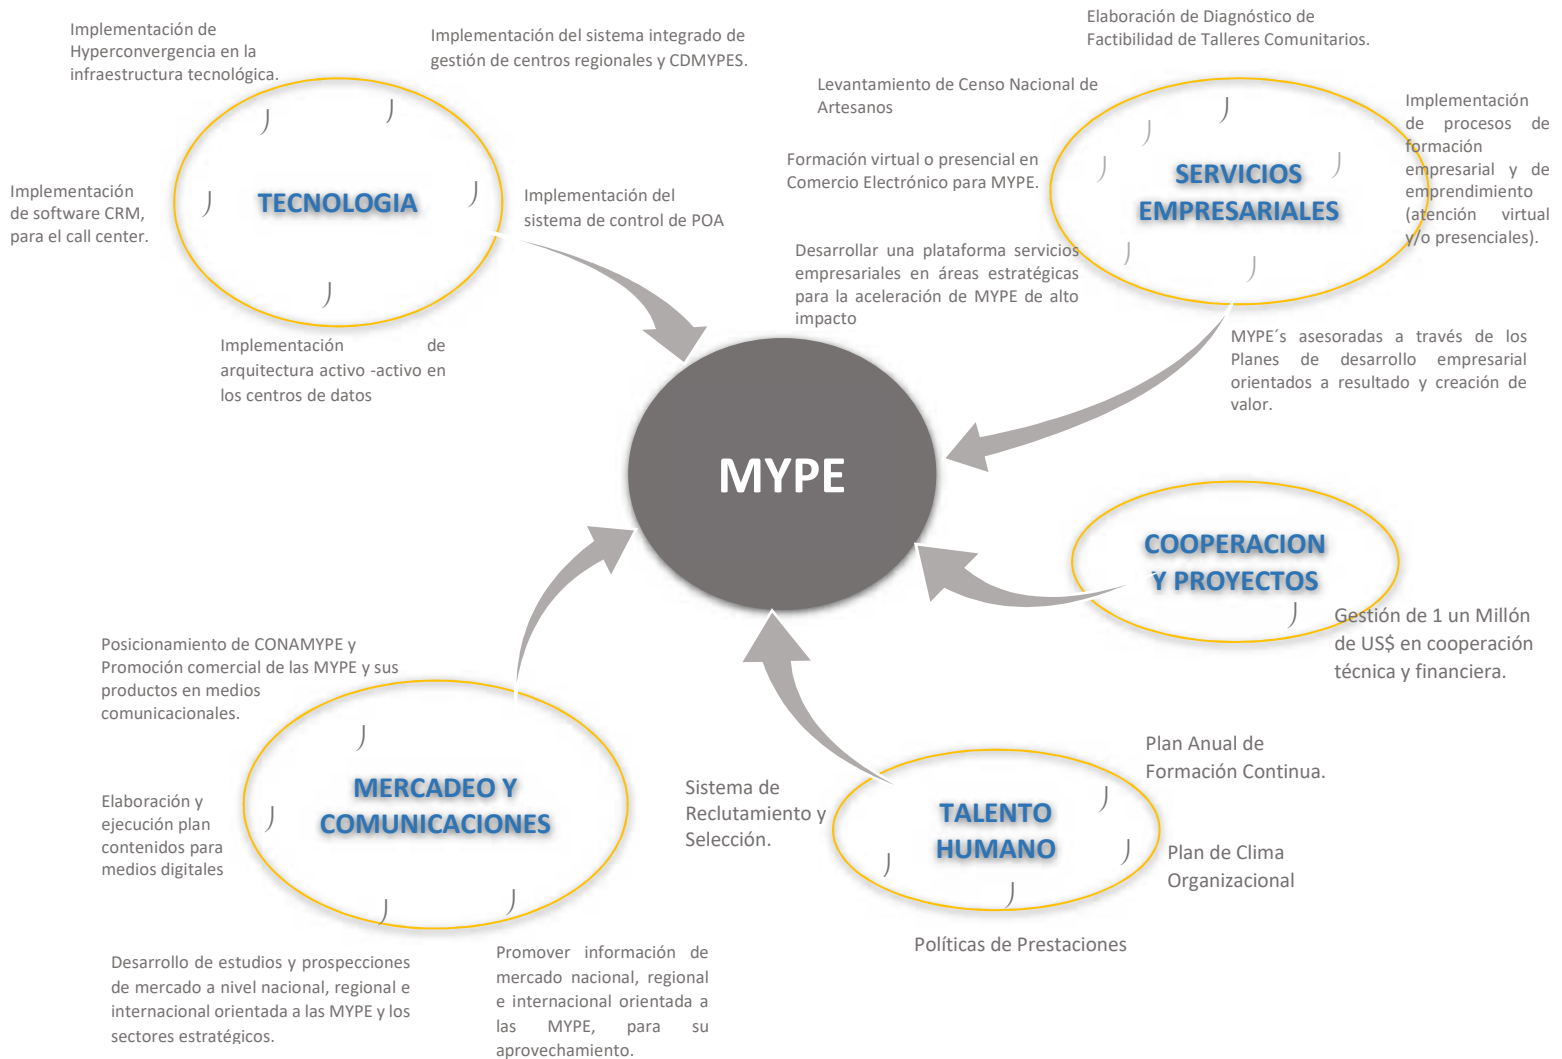 Implementación de
Hyperconvergencia en la
infraestructura tecnológica.
Implementación del sistema integrado de
gestión de centros regionales y CDMYPES.
Implementación
de software CRM,
para el call center.
TECNOLOGIA
Implementación del
sistema de control de POA
Implementación de
arquitectura activo -activo en
los centros de datos
Elaboración de Diagnóstico de
Factibilidad de Talleres Comunitarios.
Levantamiento de Censo Nacional de
Artesanos
Formación virtual o presencial en
Comercio Electrónico para MYPE.
SERVICIOS
EMPRESARIALES
Implementación
de procesos de
formación
empresarial y de
emprendimiento
(atención virtual
y/o presenciales).
Desarrollar una plataforma servicios
empresariales en áreas estratégicas
para la aceleración de MYPE de alto
impacto
MYPE´s asesoradas a través de los
Planes de desarrollo empresarial
orientados a resultado y creación de
valor.
MYPE
COOPERACION
Y PROYECTOS
Gestión de 1 un Millón
de US$ en cooperación
técnica y financiera.
Posicionamiento de CONAMYPE y
Promoción comercial de las MYPE y sus
productos en medios
comunicacionales.
Elaboración y
ejecución plan
contenidos para
medios digitales
MERCADEO Y
COMUNICACIONES
Desarrollo de estudios y prospecciones
de mercado a nivel nacional, regional e
internacional orientada a las MYPE y los
sectores estratégicos.
Promover información de
mercado nacional, regional
e internacional orientada a
las MYPE, para su
aprovechamiento.
Sistema de
Reclutamiento y
Selección.
TALENTO
HUMANO
Plan Anual de
Formación Continua.
Plan de Clima
Organizacional
Políticas de Prestaciones